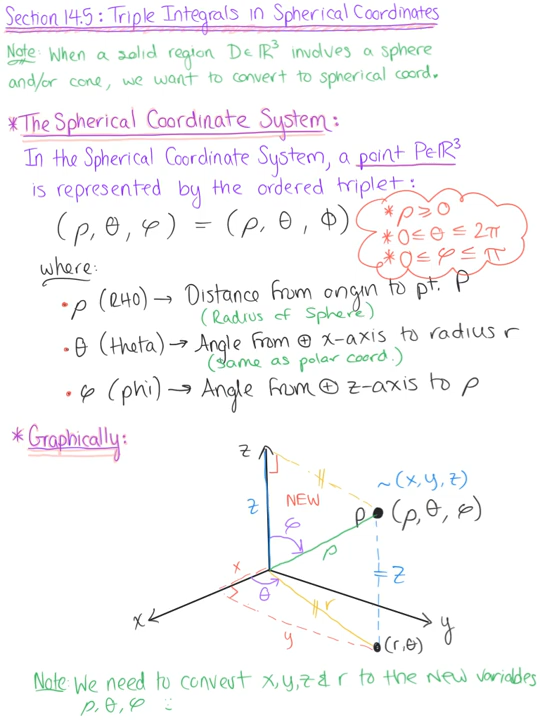 Section 14.5: Triple Integrals in Spherical Coordinates
Note: When a solid region D∈ℝ³ involves a sphere
and/or cone, we want to convert to spherical coord.
*The Spherical Coordinate System:
In the Spherical Coordinate System, a point P∈ℝ³
is represented by the ordered triplet:
(ρ, θ, φ) = (ρ, θ, ϕ)
* ρ ≥ 0
* 0 ≤ θ ≤ 2π
* 0 ≤ φ ≤ π
where:
• ρ (RHO) → Distance from origin to pt. P
(Radius of Sphere)
• θ (theta) → Angle from ⊕ x-axis to radius r
(same as polar coord.)
• φ (phi) → Angle from ⊕ z-axis to ρ
*Graphically:
z
~(x, y, z)
z
NEW
P (ρ, θ, φ)
φ
ρ
x
z
θ
r
x
y
y
(r, θ)
Note: We need to convert x, y, z & r to the new variables
ρ, θ, φ